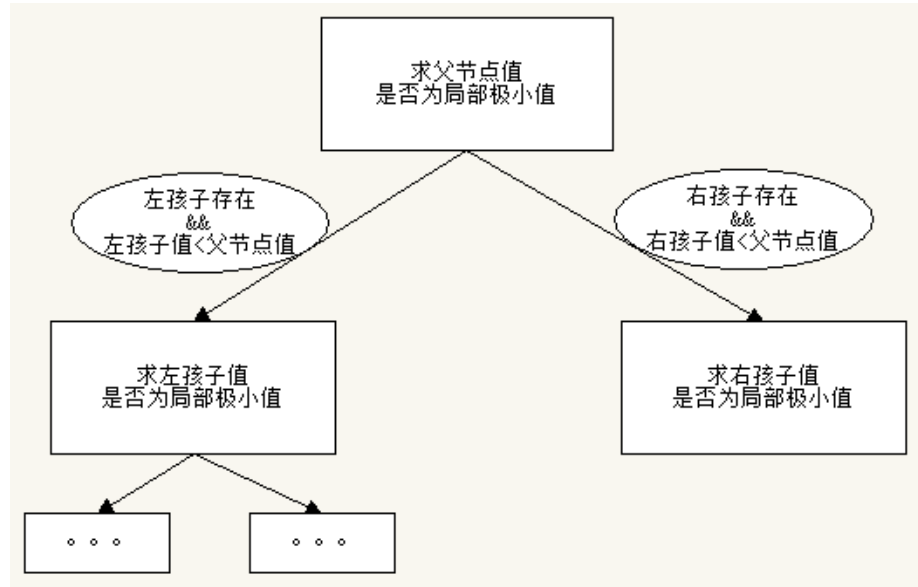 求父节点值
是否为局部极小值
左孩子存在
&&
左孩子值<父节点值
右孩子存在
&&
右孩子值<父节点值
求左孩子值
是否为局部极小值
求右孩子值
是否为局部极小值
。。。
。。。